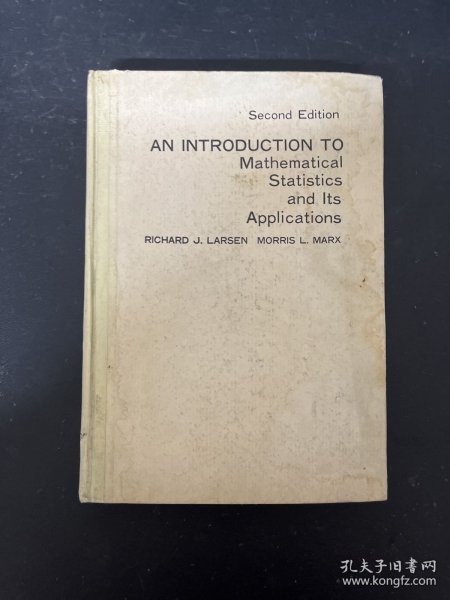 Second Edition
AN INTRODUCTION TO
Mathematical
Statistics
and Its
Applications
RICHARD J. LARSEN MORRIS L. MARX
孔夫子旧书网
www.kongfz.com